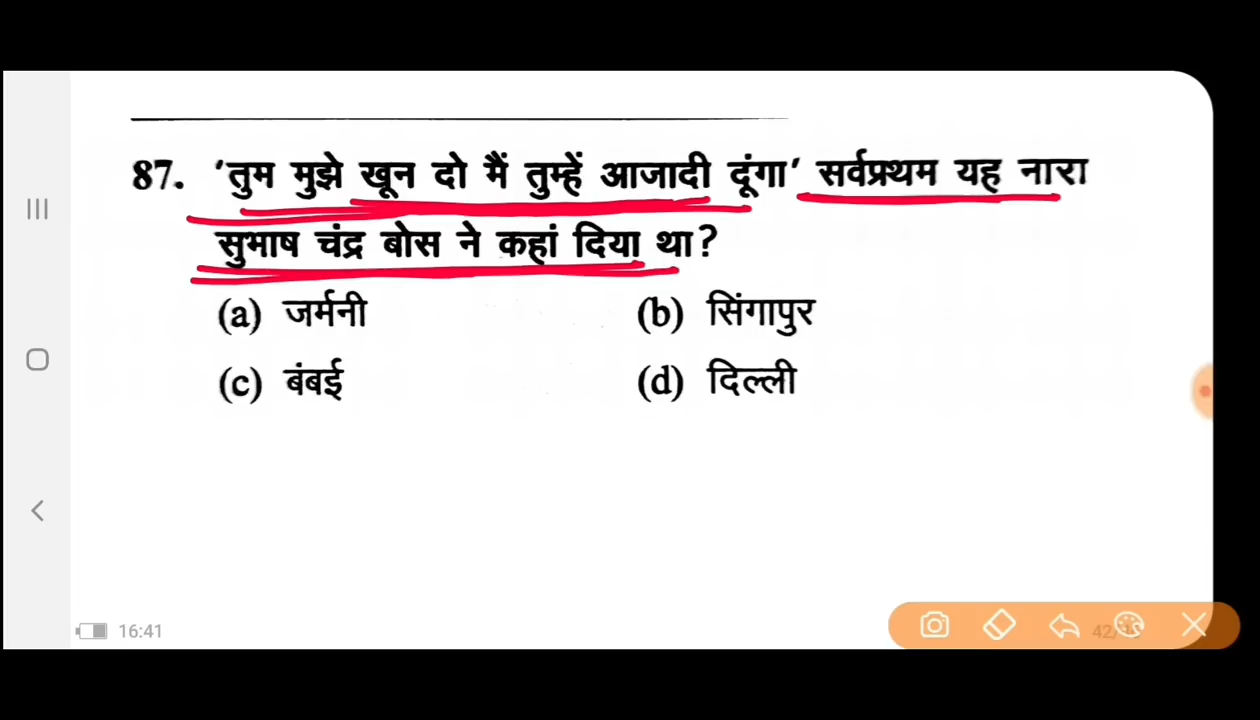 87. ‘तुम मुझे खून दो मैं तुम्हें आजादी दूंगा’ सर्वप्रथम यह नारा
सुभाष चंद्र बोस ने कहां दिया था?
(a) जर्मनी (b) सिंगापुर
(c) बंबई (d) दिल्ली
16:41